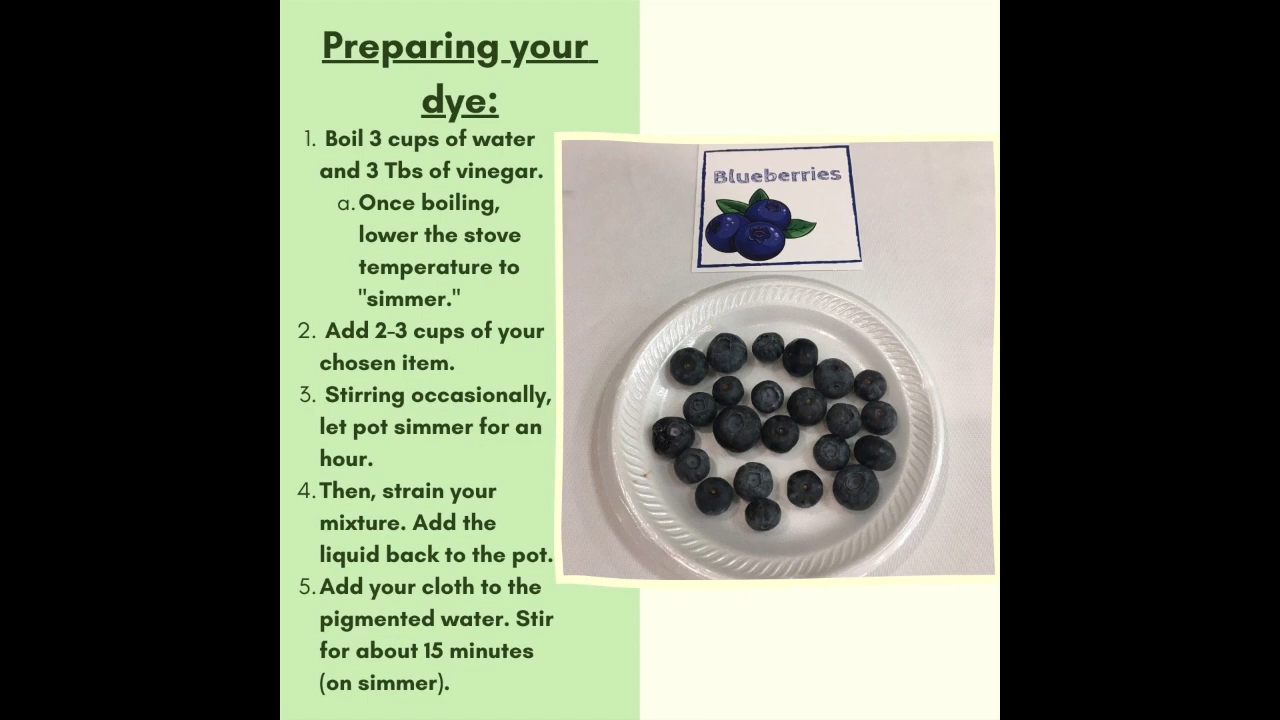 Preparing your
dye:
1. Boil 3 cups of water
and 3 Tbs of vinegar.
a. Once boiling,
lower the stove
temperature to
"simmer."
2. Add 2-3 cups of your
chosen item.
3. Stirring occasionally,
let pot simmer for an
hour.
4. Then, strain your
mixture. Add the
liquid back to the pot.
5. Add your cloth to the
pigmented water. Stir
for about 15 minutes
(on simmer).
Blueberries